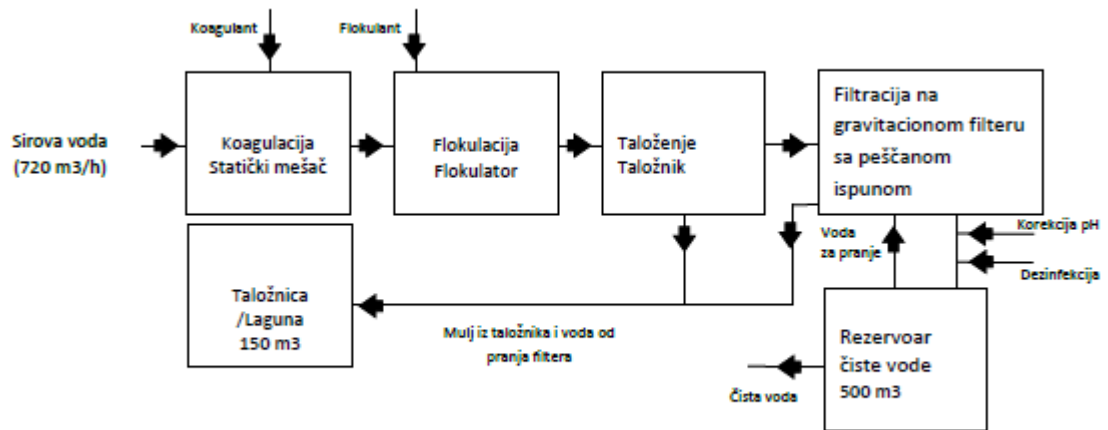 Koagulant
Flokulant
Sirova voda
(720 m3/h)
Koagulacija
Statički mešač
Flokulacija
Flokulator
Taloženje
Taložnik
Filtracija na
gravitacionom filteru
sa peščanom
ispunom
Voda
za pranje
Korekcija pH
Dezinfekcija
Taložnica
/Laguna
150 m3
Mulj iz taložnika i voda od
pranja filtera
Rezervoar
čiste vode
500 m3
Čista voda